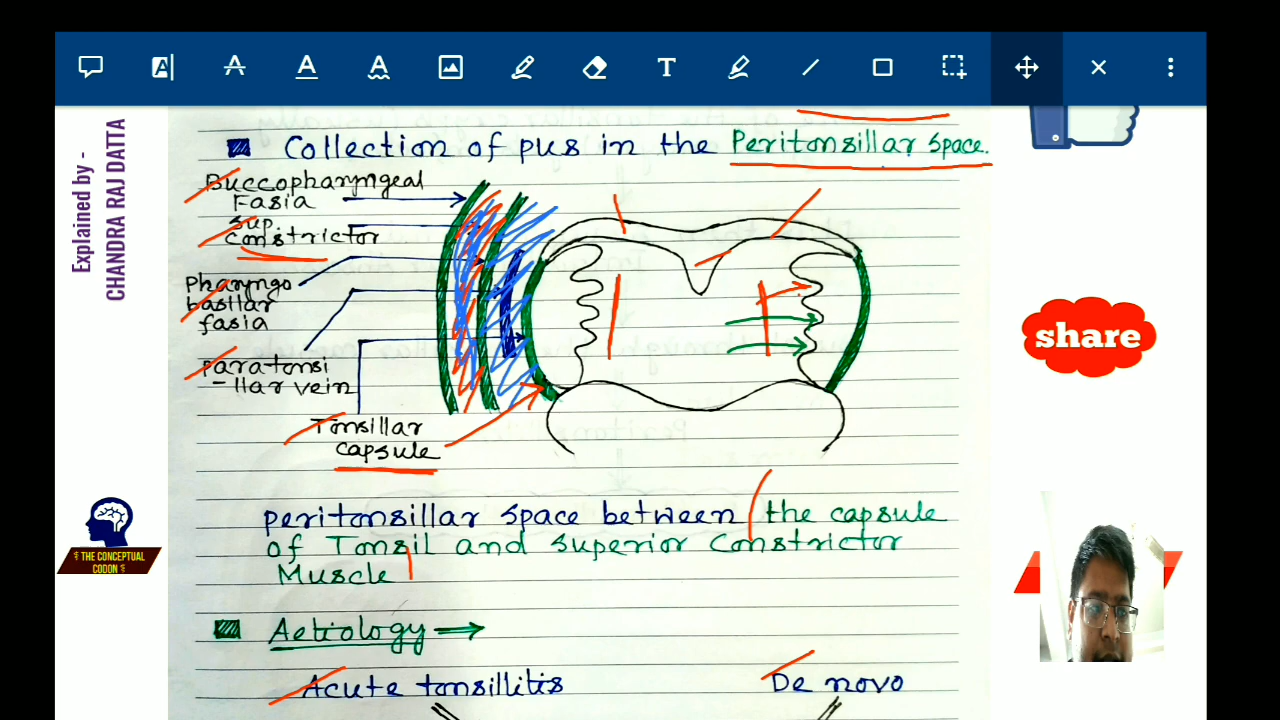 Explained by -
CHANDRA RAJ DATTA
Collection of pus in the Peritonsillar Space.
Buccopharyngeal
Fasia
Sup.
Constrictor
Pharyngo
basilar
fasia
Paratonsi
-llar vein
Tonsillar
Capsule
share
Peritonsillar space between the capsule
of Tonsil and Superior Constrictor
Muscle
Aetiology →
Acute tonsillitis
De novo
THE CONCEPTUAL
CODON